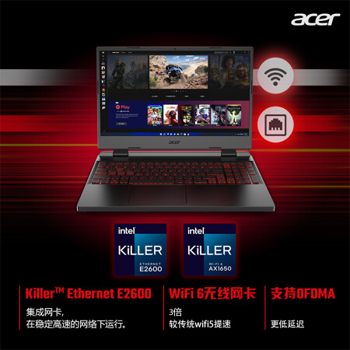 acer
acer
intel
KiLLER
ETHERNET
E2600
intel
KiLLER
WI-FI 6
AX1650
Killer™ Ethernet E2600
集成网卡,
在稳定高速的网络下运行。
WiFi 6无线网卡
3倍
较传统wifi5提速
支持OFDMA
更低延迟